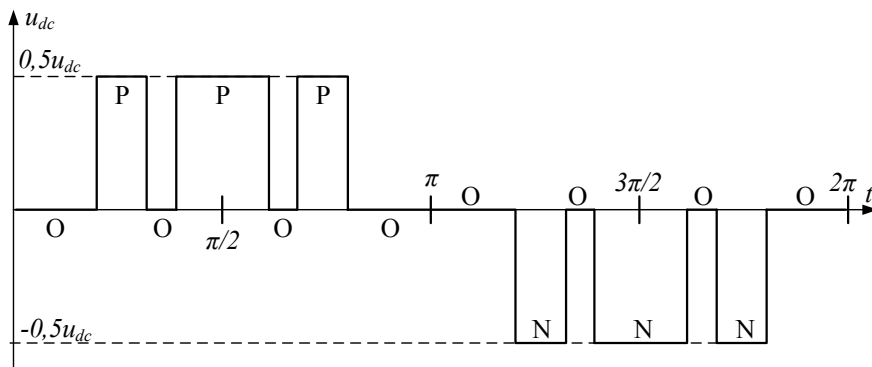 u_dc
0,5u_dc
P P P
π 3π/2 2π
O O O O t
O O π/2 O O
N N N
-0,5u_dc